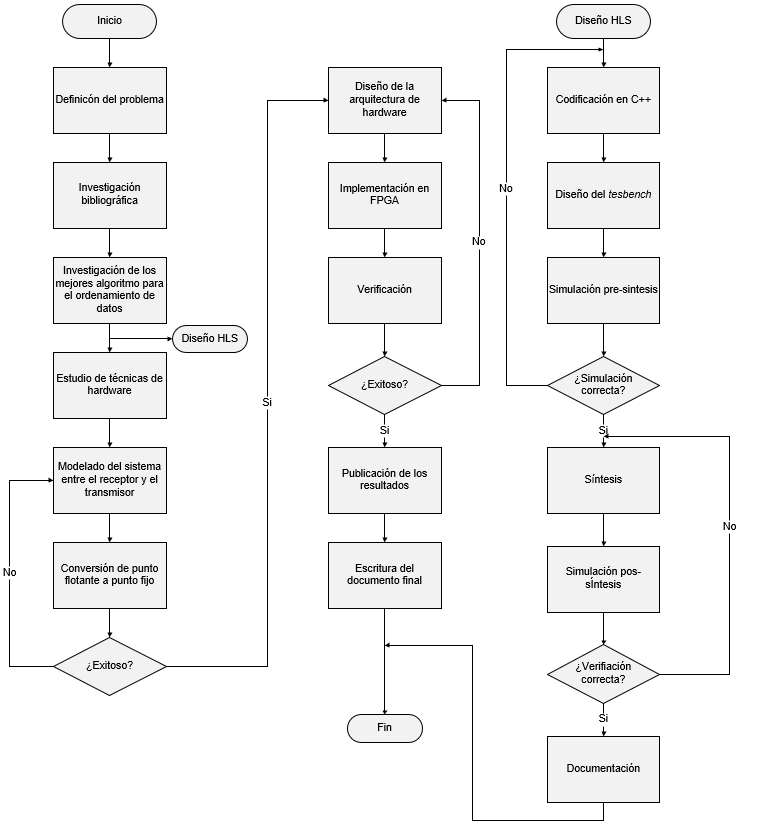 Inicio
Definicón del problema
Investigación
bibliográfica
Investigación de los
mejores algoritmo para
el ordenamiento de
datos
Diseño HLS
Estudio de técnicas de
hardware
Modelado del sistema
entre el receptor y el
transmisor
Conversión de punto
flotante a punto fijo
No
¿Exitoso?
Si
Diseño de la
arquitectura de
hardware
Implementación en
FPGA
No
Verificación
¿Exitoso?
Si
Publicación de los
resultados
Escritura del
documento final
Fin
Diseño HLS
Codificación en C++
No
Diseño del tesbench
Simulación pre-sintesis
¿Simulación
correcta?
Si
Síntesis
No
Simulación pos-
síntesis
¿Verifiación
correcta?
Si
Documentación